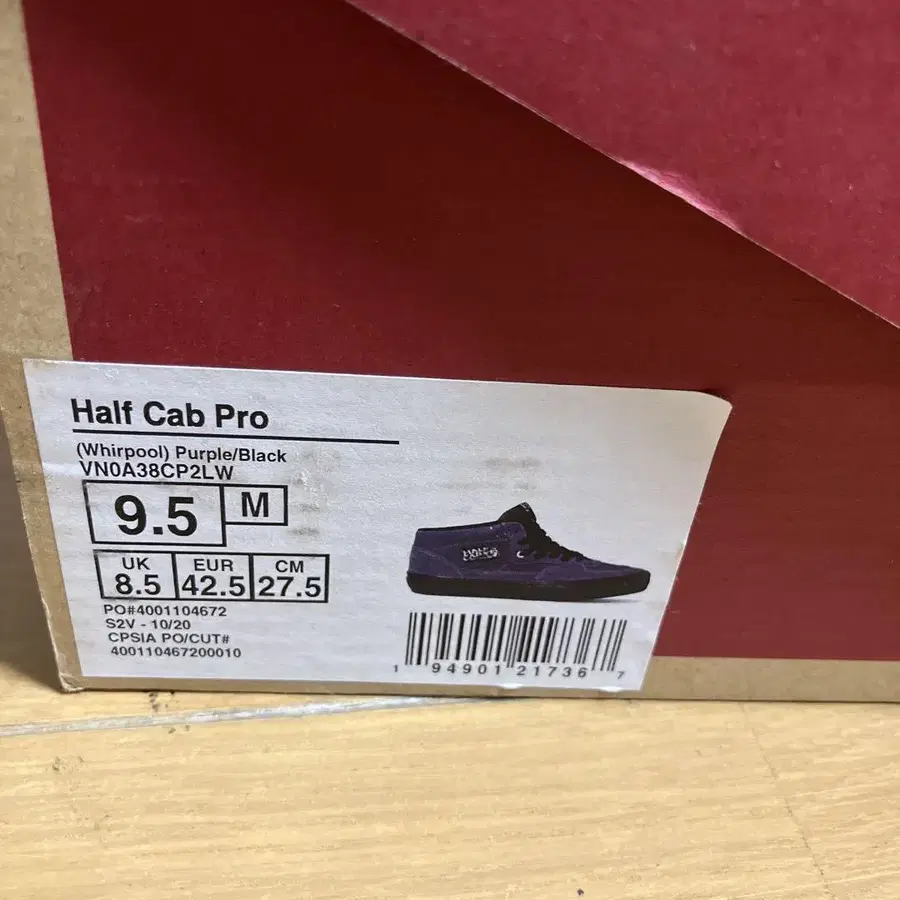 Half Cab Pro
(Whirpool) Purple/Black
VN0A38CP2LW
9.5 M
UK EUR CM
8.5 42.5 27.5
PO#4001104672
S2V - 10/20
CPSIA PO/CUT#
400110467200010
1 94901 21736 7